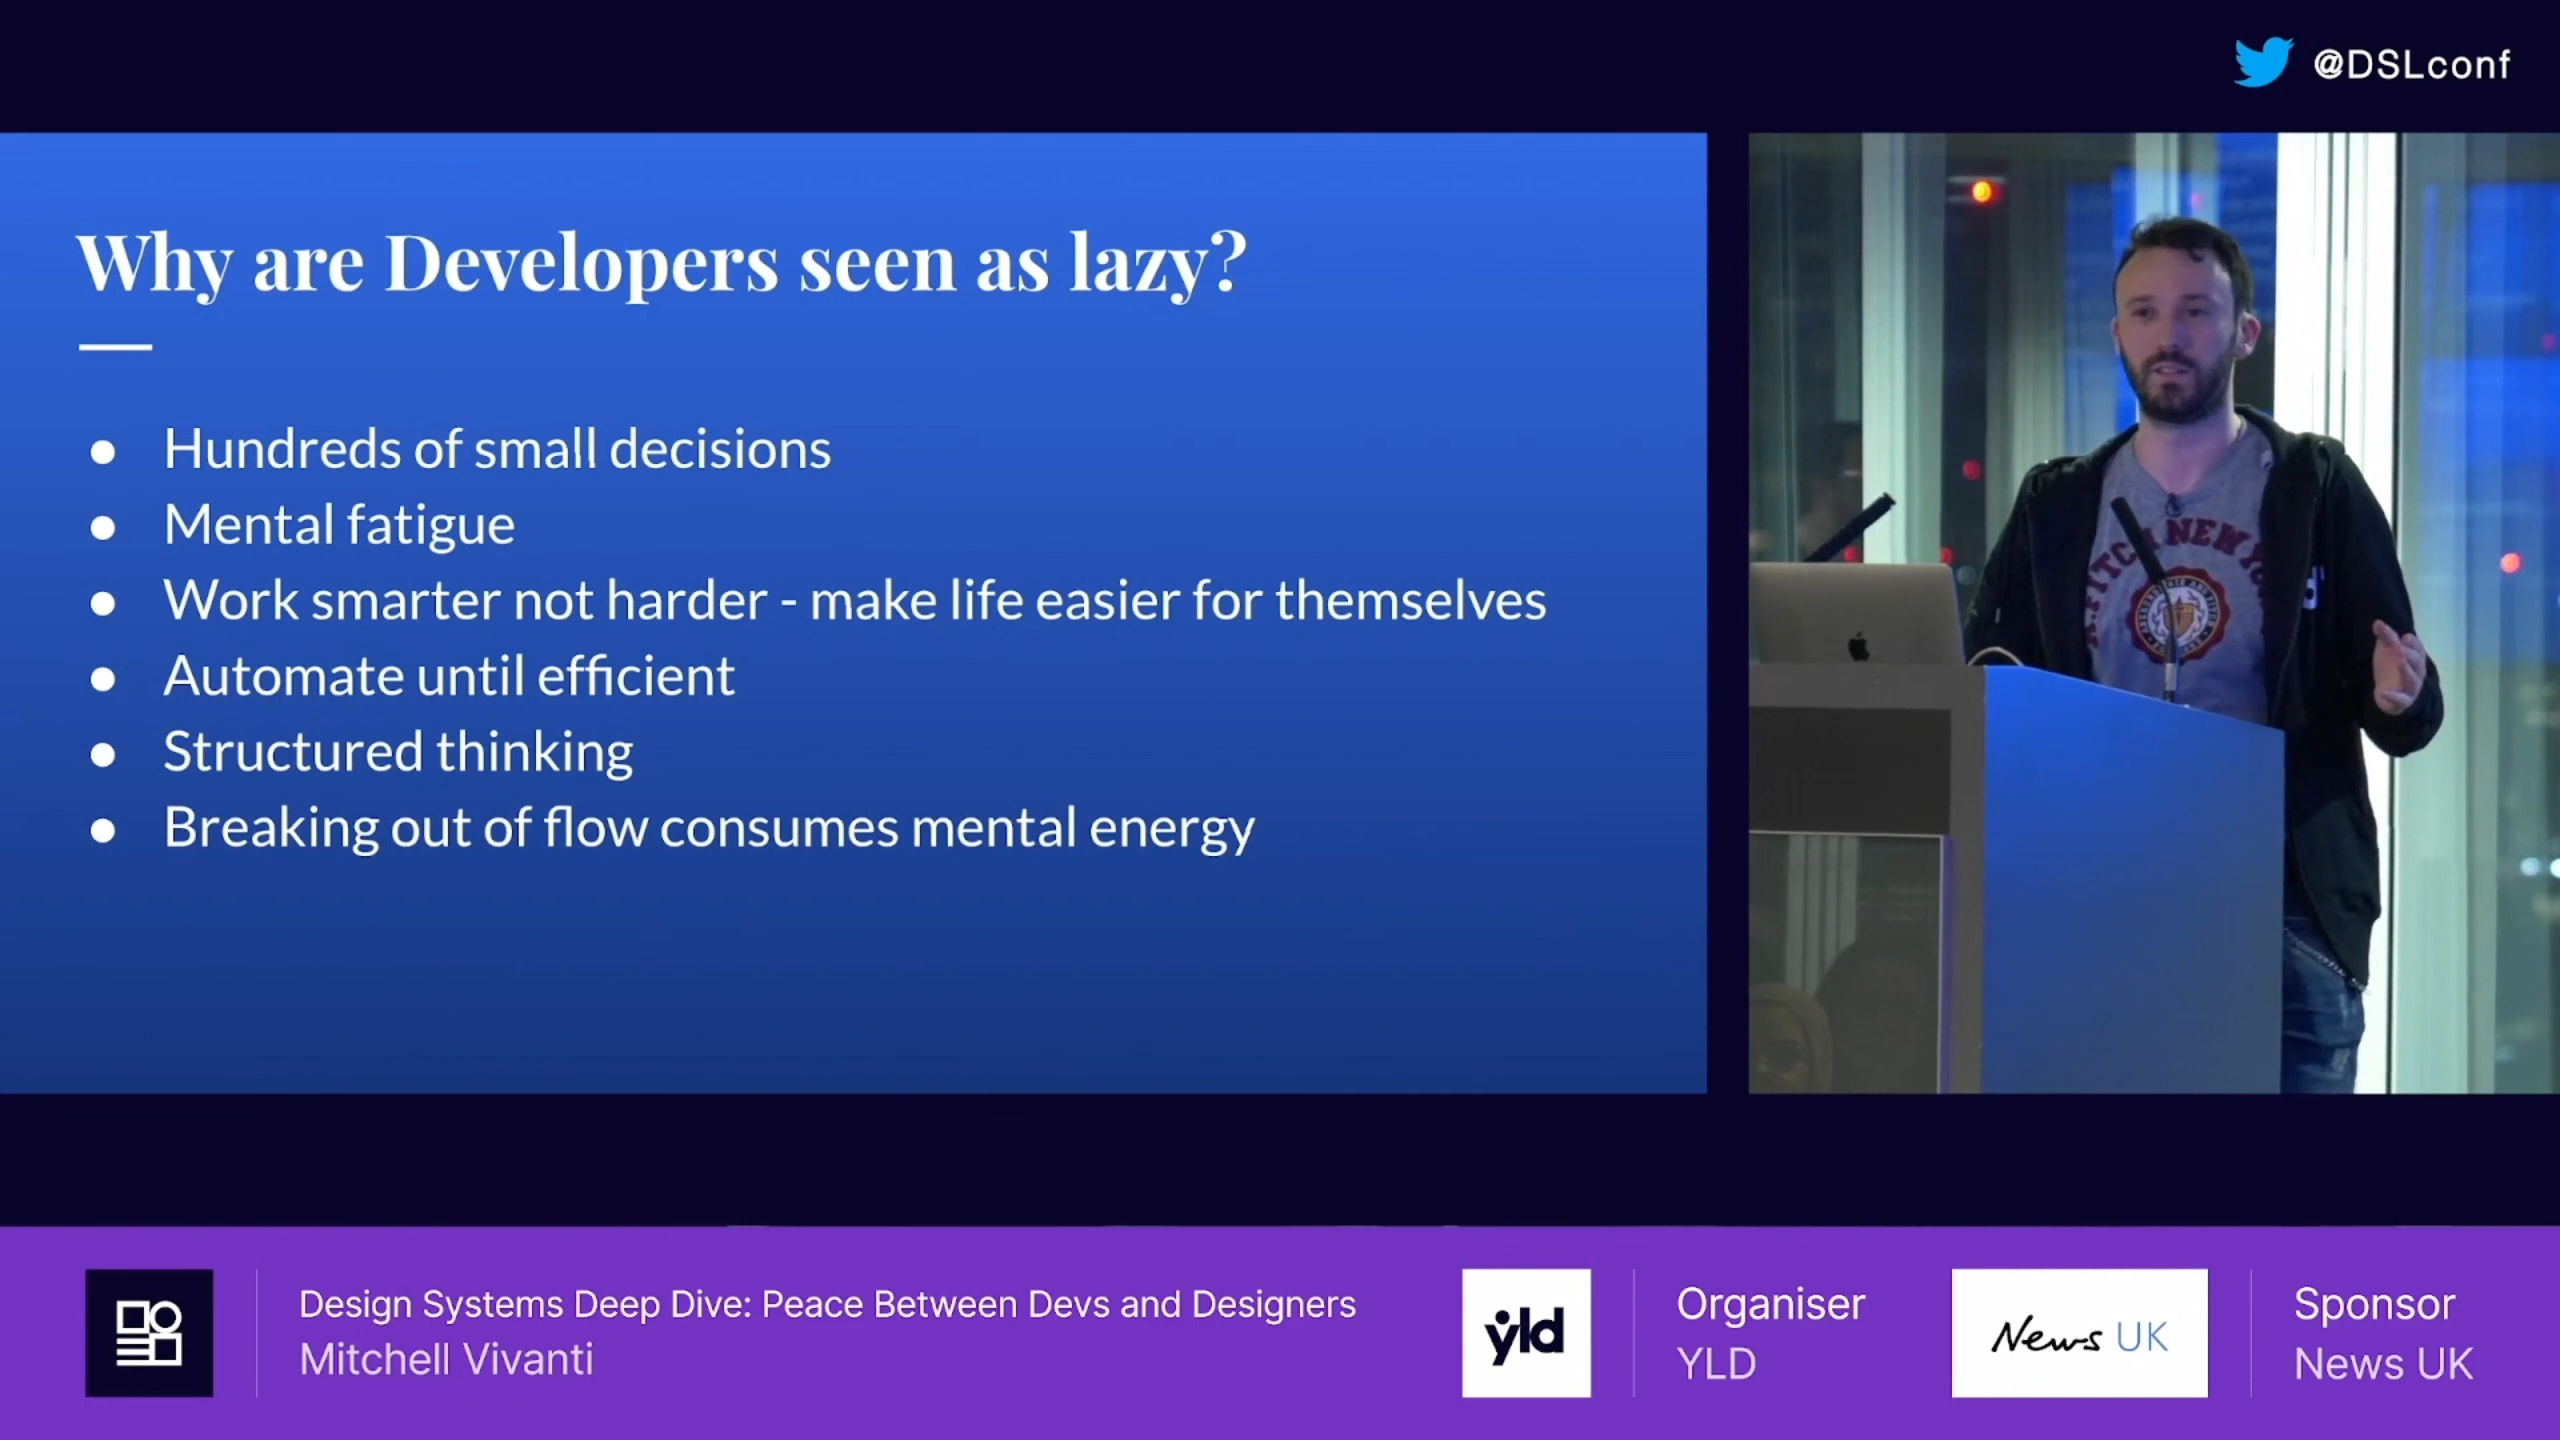 @DSLconf
Why are Developers seen as lazy?
● Hundreds of small decisions
● Mental fatigue
● Work smarter not harder - make life easier for themselves
● Automate until efficient
● Structured thinking
● Breaking out of flow consumes mental energy
Design Systems Deep Dive: Peace Between Devs and Designers
Mitchell Vivanti
yld
Organiser
YLD
News UK
Sponsor
News UK